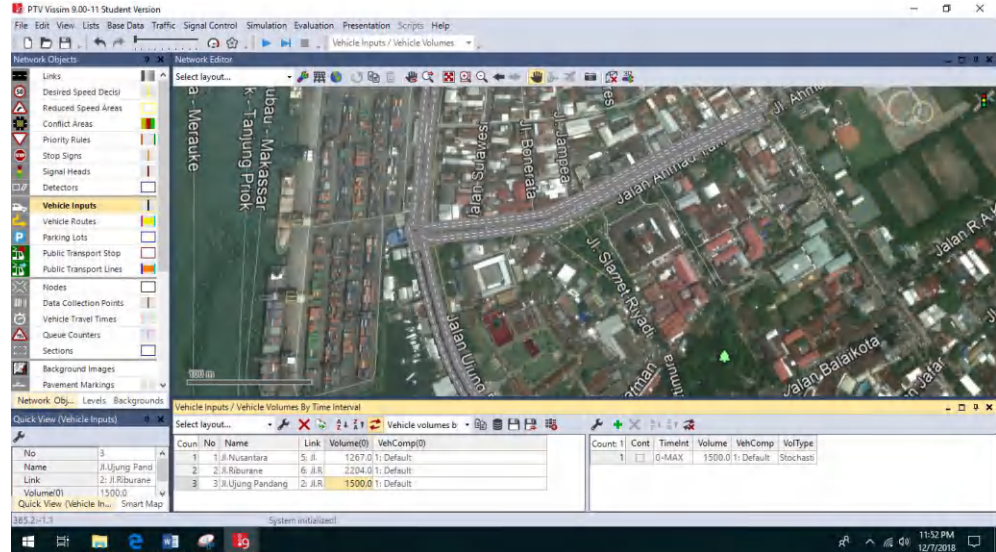 PTV Vissim 9.00-11 Student Version
File Edit View Lists Base Data Traffic Signal Control Simulation Evaluation Presentation Scripts Help
Vehicle Inputs / Vehicle Volumes
Network Objects
Network Editor
Select layout...
Links
Desired Speed Decisi
Reduced Speed Areas
Conflict Areas
Priority Rules
Stop Signs
Signal Heads
Detectors
Vehicle Inputs
Vehicle Routes
Parking Lots
Public Transport Stop
Public Transport Lines
Nodes
Data Collection Points
Vehicle Travel Times
Queue Counters
Sections
Background Images
Pavement Markings
Network Obj... Levels Backgrounds
a - Merauke
ubau - Makassar
k - Tanjung Priok
Jalan Sulawesi
Jl. Bonerata
Jl. Jampea
res
Jl. Ahma
Jalan Ahmad Yani
Jl. Slamet Riyadi
Jalan Ujung
rman
Jalan R.A
Jalan Balaikota
Jafar
100 m
Quick View (Vehicle Inputs)
No 3
Name Jl.Ujung Pand
Link 2: Jl.Riburane
Volume(0) 1500.0
Quick View (Vehicle In... Smart Map
Vehicle Inputs / Vehicle Volumes By Time Interval
Select layout... Vehicle volumes b
Coun No Name Link Volume(0) VehComp(0)
1 1 Jl.Nusantara 5: Jl. 1267.0 1: Default
2 2 Jl.Riburane 6: Jl.R 2204.0 1: Default
3 3 Jl.Ujung Pandang 2: Jl.R 1500.0 1: Default
Count: 1 Cont TimeInt Volume VehComp VolType
1 0-MAX 1500.0 1: Default Stochasti
385.2:-1.1
System initialized!
11:52 PM
12/7/2018